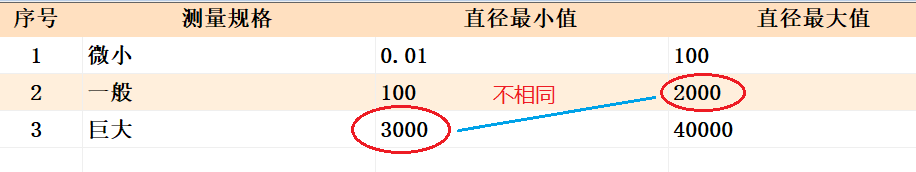 序号 测量规格 直径最小值 直径最大值
1 微小 0.01 100
2 一般 100 不相同 2000
3 巨大 3000 40000